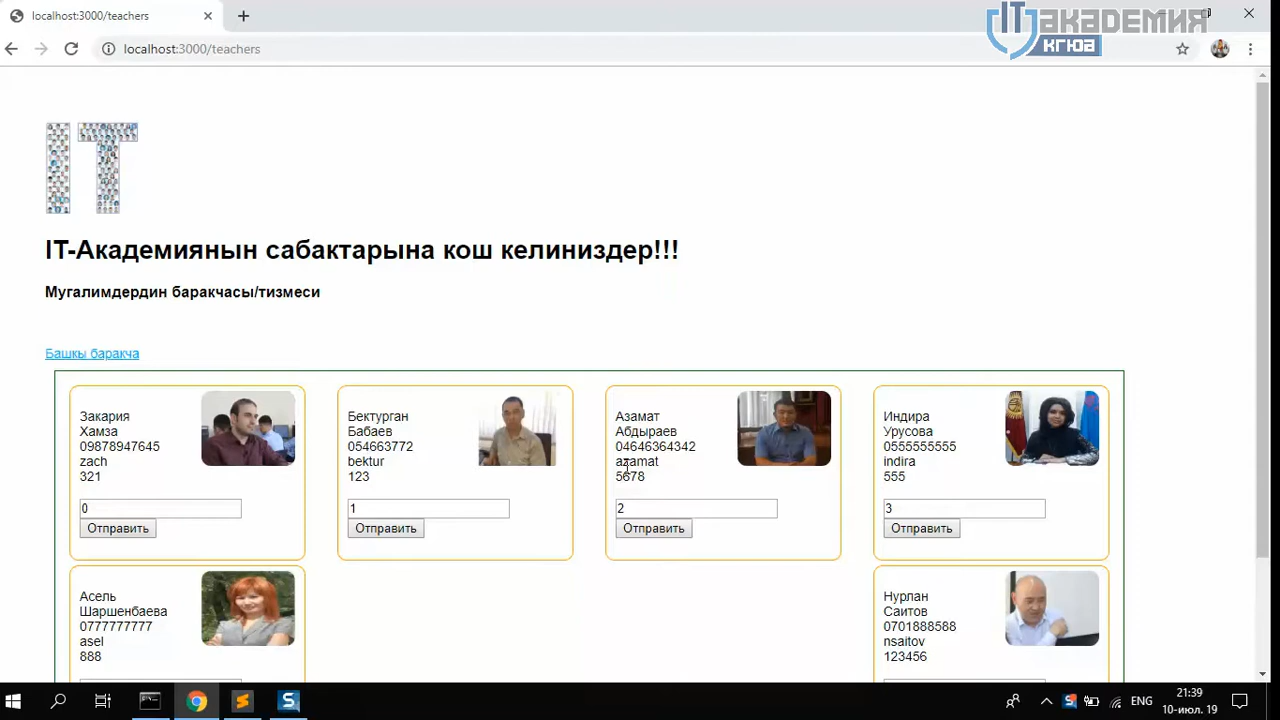 localhost:3000/teachers
localhost:3000/teachers
IT академия
КГЮА
IT
IT-Академиянын сабактарына кош келиниздер!!!
Мугалимдердин баракчасы/тизмеси
Башкы баракча
Закария
Хамза
09878947645
zach
321
0
Отправить
Бектурган
Бабаев
054663772
bektur
123
1
Отправить
Азамат
Абдыраев
04646364342
azamat
5678
2
Отправить
Индира
Урусова
0555555555
indira
555
3
Отправить
Асель
Шаршенбаева
0777777777
asel
888
Нурлан
Саитов
0701888588
nsaitov
123456
ENG
21:39
10-июл. 19